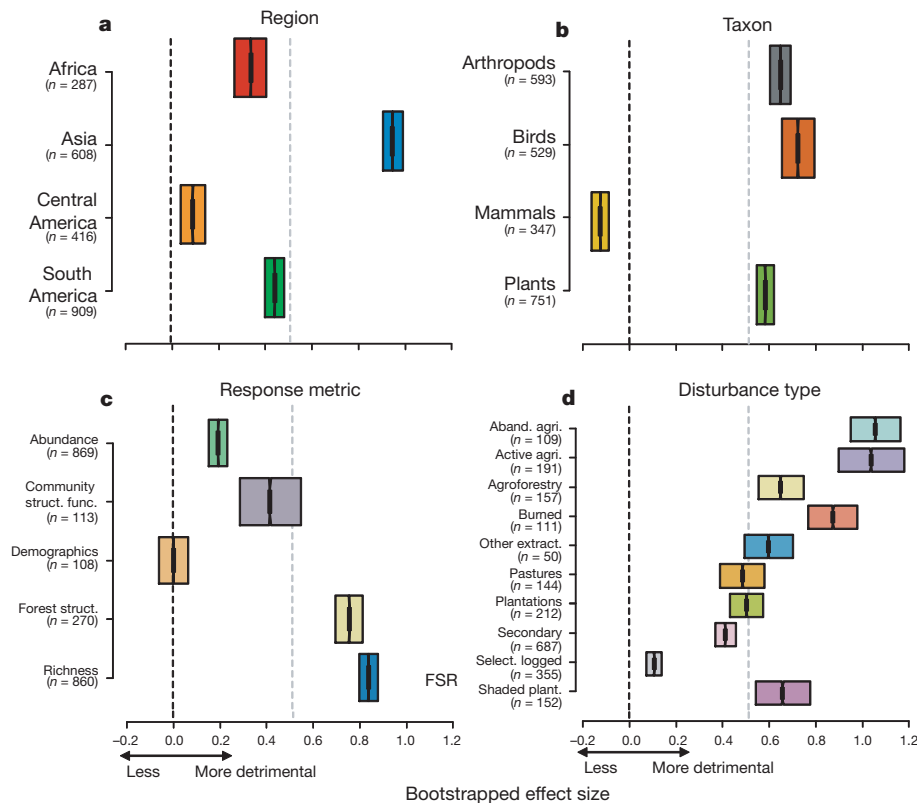 a
Region
Africa
(n = 287)
Asia
(n = 608)
Central
America
(n = 416)
South
America
(n = 909)
b
Taxon
Arthropods
(n = 593)
Birds
(n = 529)
Mammals
(n = 347)
Plants
(n = 751)
c
Response metric
Abundance
(n = 869)
Community
struct. func.
(n = 113)
Demographics
(n = 108)
Forest struct.
(n = 270)
Richness
(n = 860)
FSR
–0.2 0.0 0.2 0.4 0.6 0.8 1.0 1.2
Less More detrimental
d
Disturbance type
Aband. agri.
(n = 109)
Active agri.
(n = 191)
Agroforestry
(n = 157)
Burned
(n = 111)
Other extract.
(n = 50)
Pastures
(n = 144)
Plantations
(n = 212)
Secondary
(n = 687)
Select. logged
(n = 355)
Shaded plant.
(n = 152)
–0.2 0.0 0.2 0.4 0.6 0.8 1.0 1.2
Less More detrimental
Bootstrapped effect size